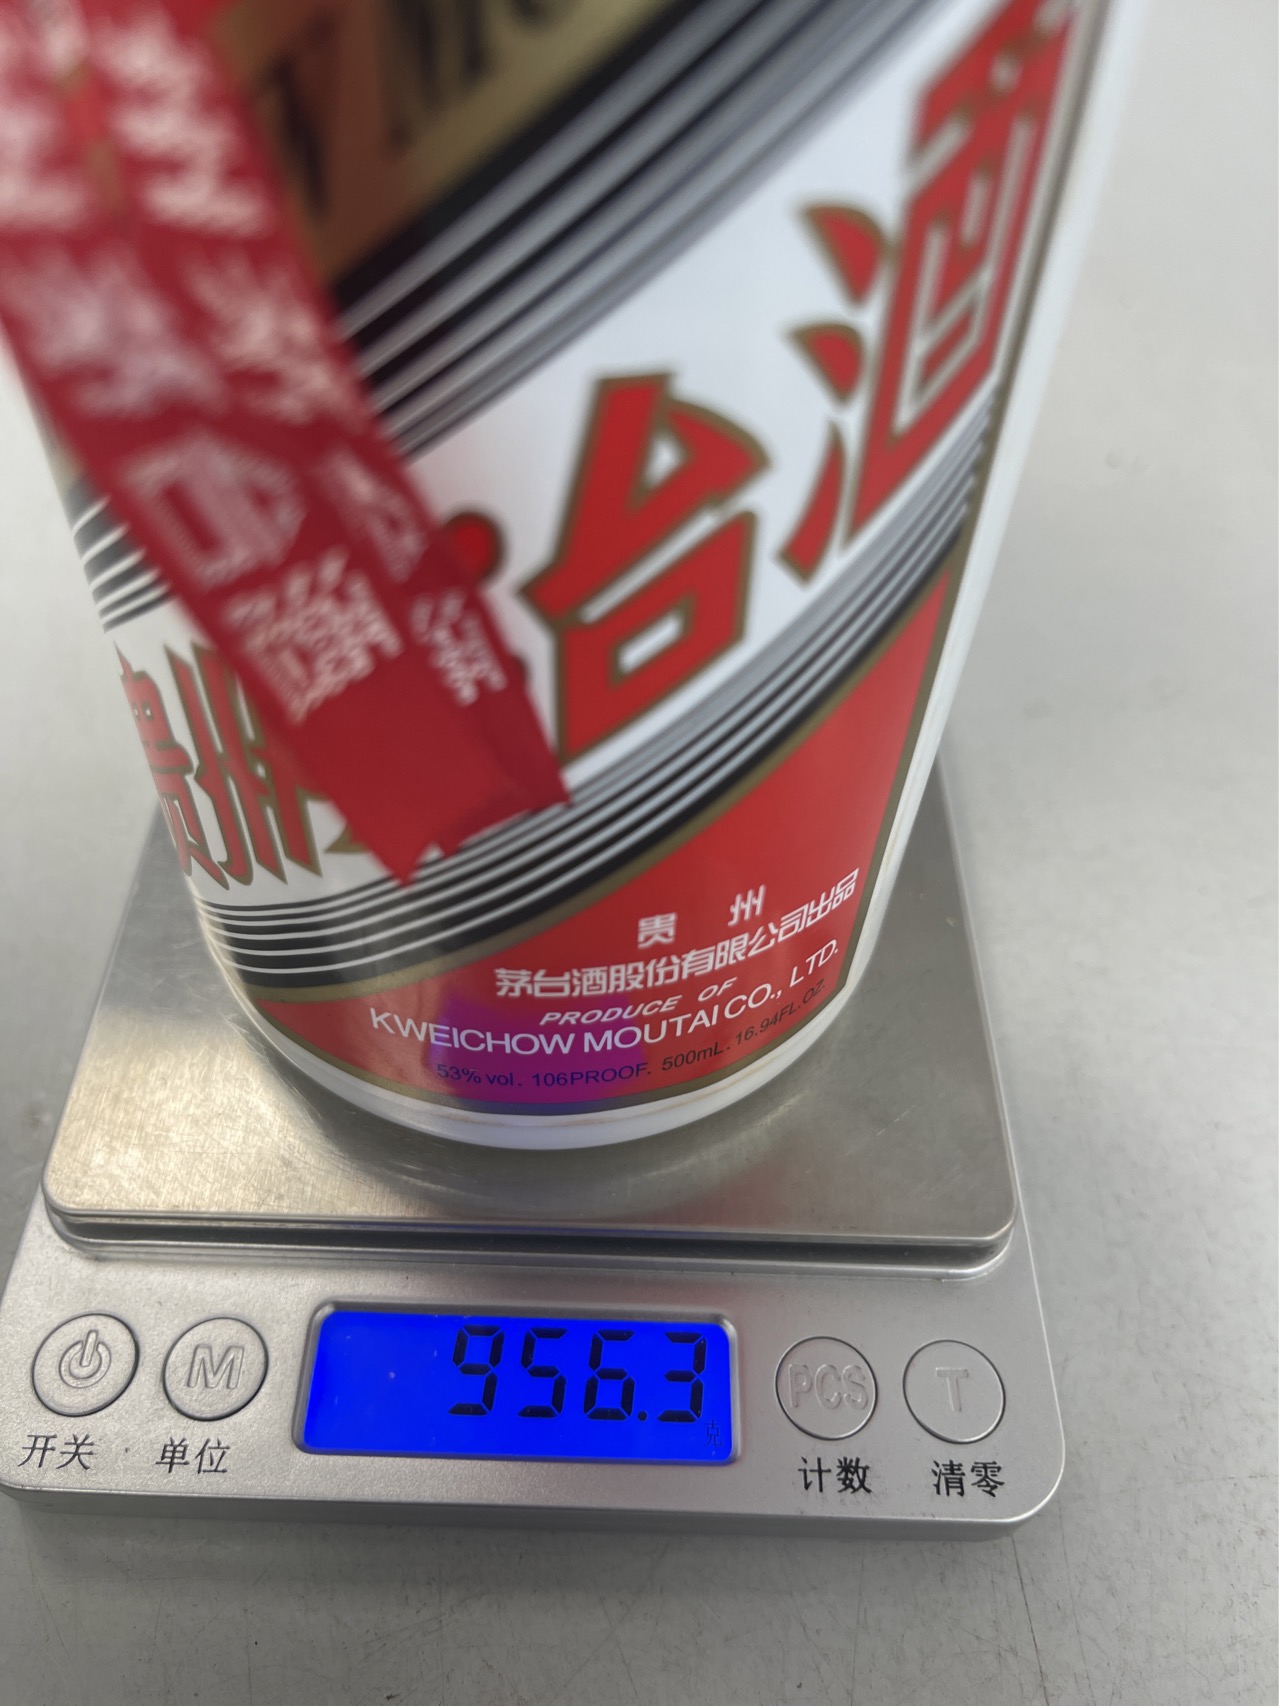 酒
台
贵州
贵 州
茅台酒股份有限公司出品
PRODUCE OF
KWEICHOW MOUTAI CO., LTD.
53% vol. 106PROOF. 500mL. 16.94FL.OZ.
956.3
克
M
PCS
T
开关
单位
计数
清零